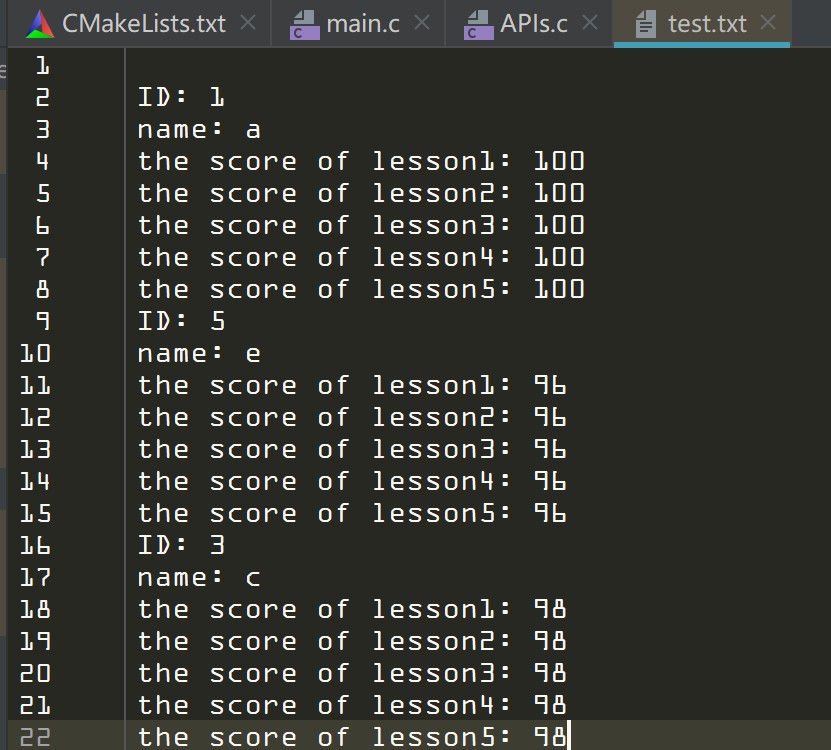 CMakeLists.txt main.c APIs.c test.txt
1
2 ID: 1
3 name: a
4 the score of lesson1: 100
5 the score of lesson2: 100
6 the score of lesson3: 100
7 the score of lesson4: 100
8 the score of lesson5: 100
9 ID: 5
10 name: e
11 the score of lesson1: 96
12 the score of lesson2: 96
13 the score of lesson3: 96
14 the score of lesson4: 96
15 the score of lesson5: 96
16 ID: 3
17 name: c
18 the score of lesson1: 98
19 the score of lesson2: 98
20 the score of lesson3: 98
21 the score of lesson4: 98
22 the score of lesson5: 98